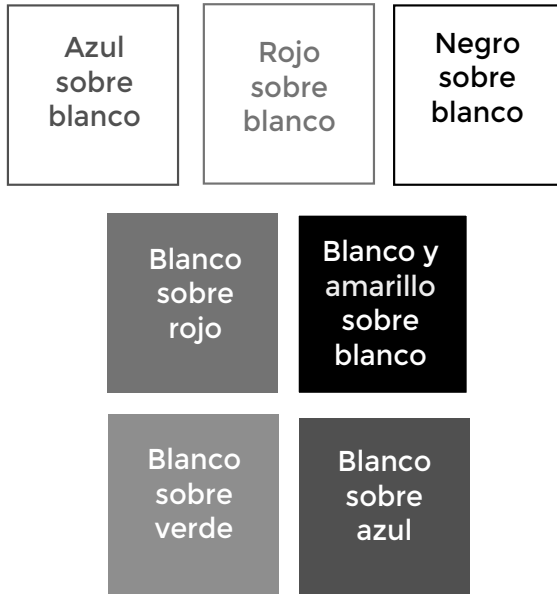 Azul
sobre
blanco
Rojo
sobre
blanco
Negro
sobre
blanco
Blanco
sobre
rojo
Blanco y
amarillo
sobre
blanco
Blanco
sobre
verde
Blanco
sobre
azul